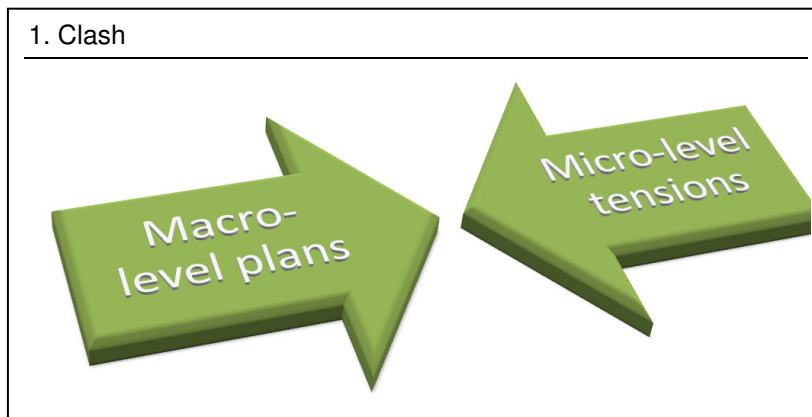 1. Clash
Macro-
level plans
Micro-level
tensions